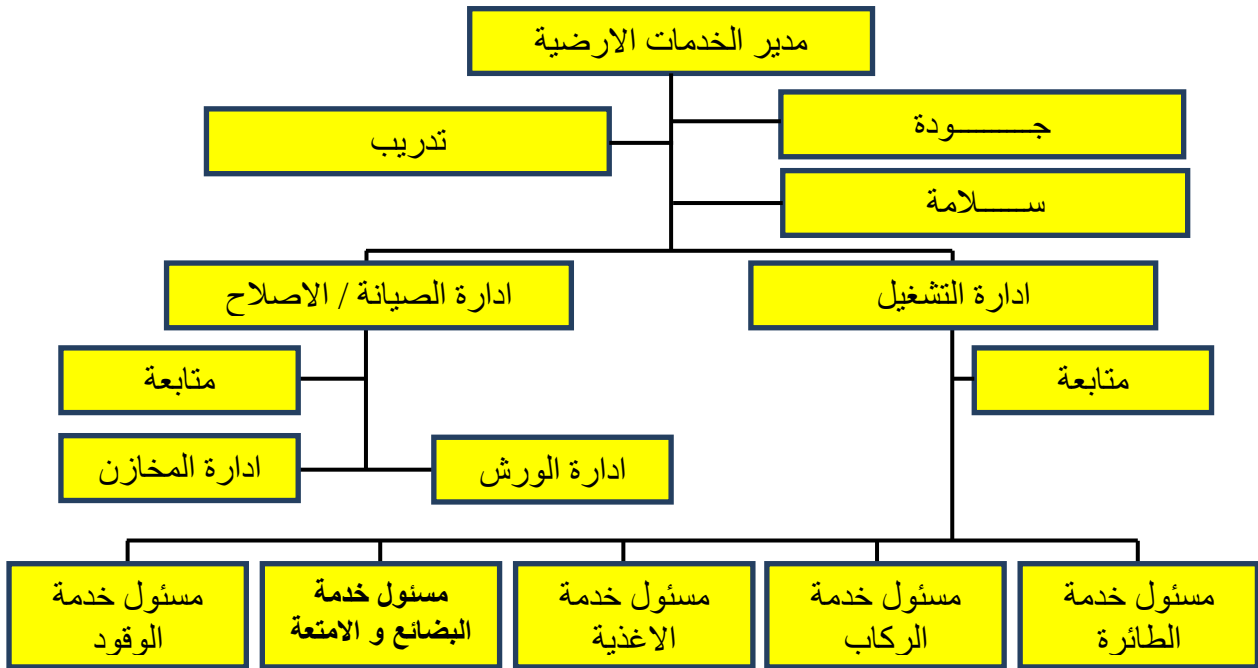 مدير الخدمات الارضية
جـــــــودة
تدريب
ســـــلامة
ادارة التشغيل
ادارة الصيانة / الاصلاح
متابعة
متابعة
ادارة الورش
ادارة المخازن
مسئول خدمة
الطائرة
مسئول خدمة
الركاب
مسئول خدمة
الاغذية
مسئول خدمة
البضائع و الامتعة
مسئول خدمة
الوقود